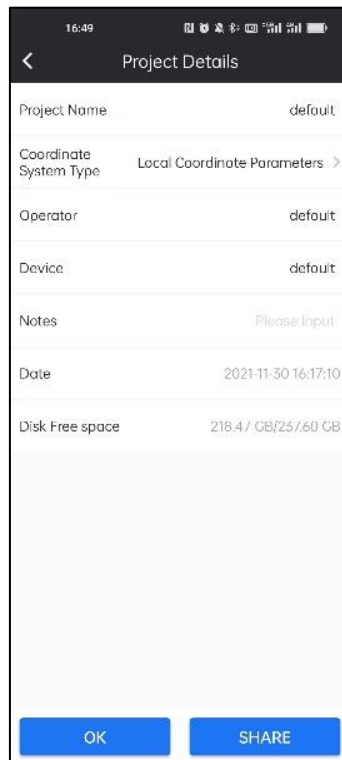 16:49
Project Details
Project Name default
Coordinate
System Type Local Coordinate Parameters >
Operator default
Device default
Notes Please Input
Date 2021-11-30 16:17:10
Disk Free space 218.47 GB/237.60 GB
OK SHARE